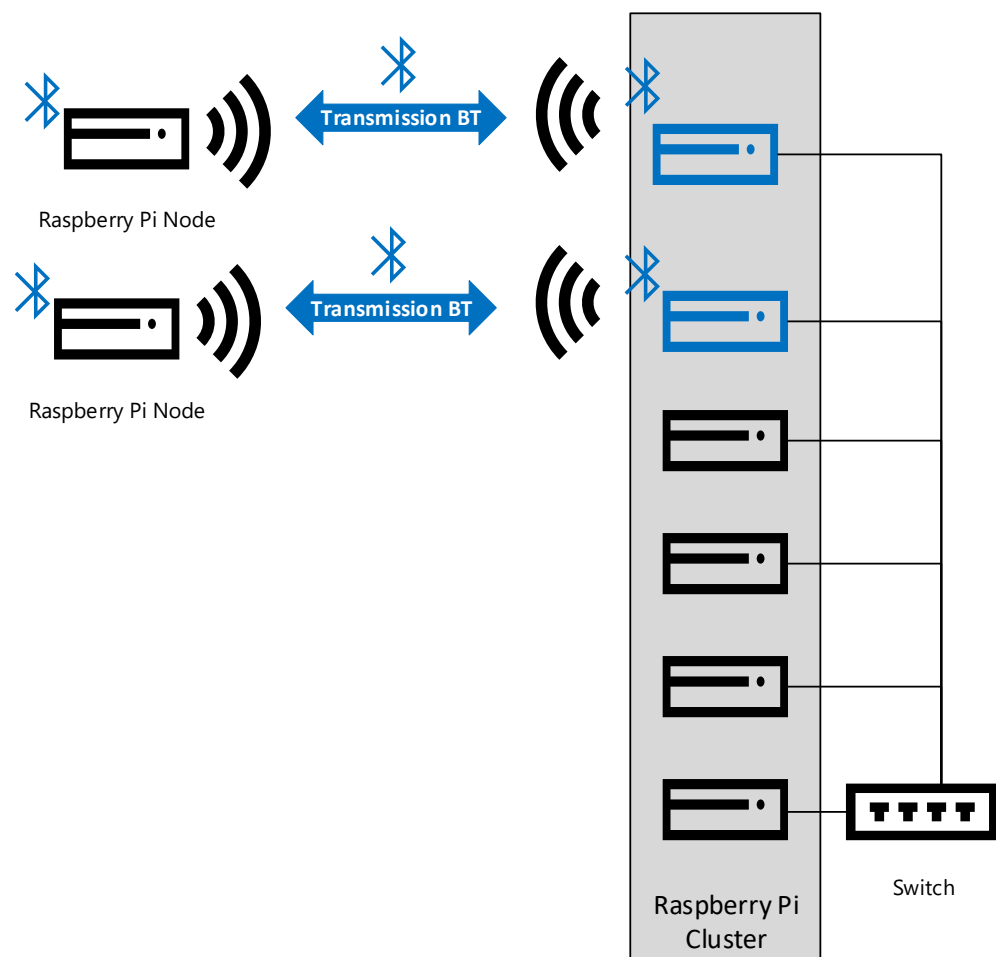 Transmission BT
Raspberry Pi Node
Transmission BT
Raspberry Pi Node
Raspberry Pi
Cluster
Switch